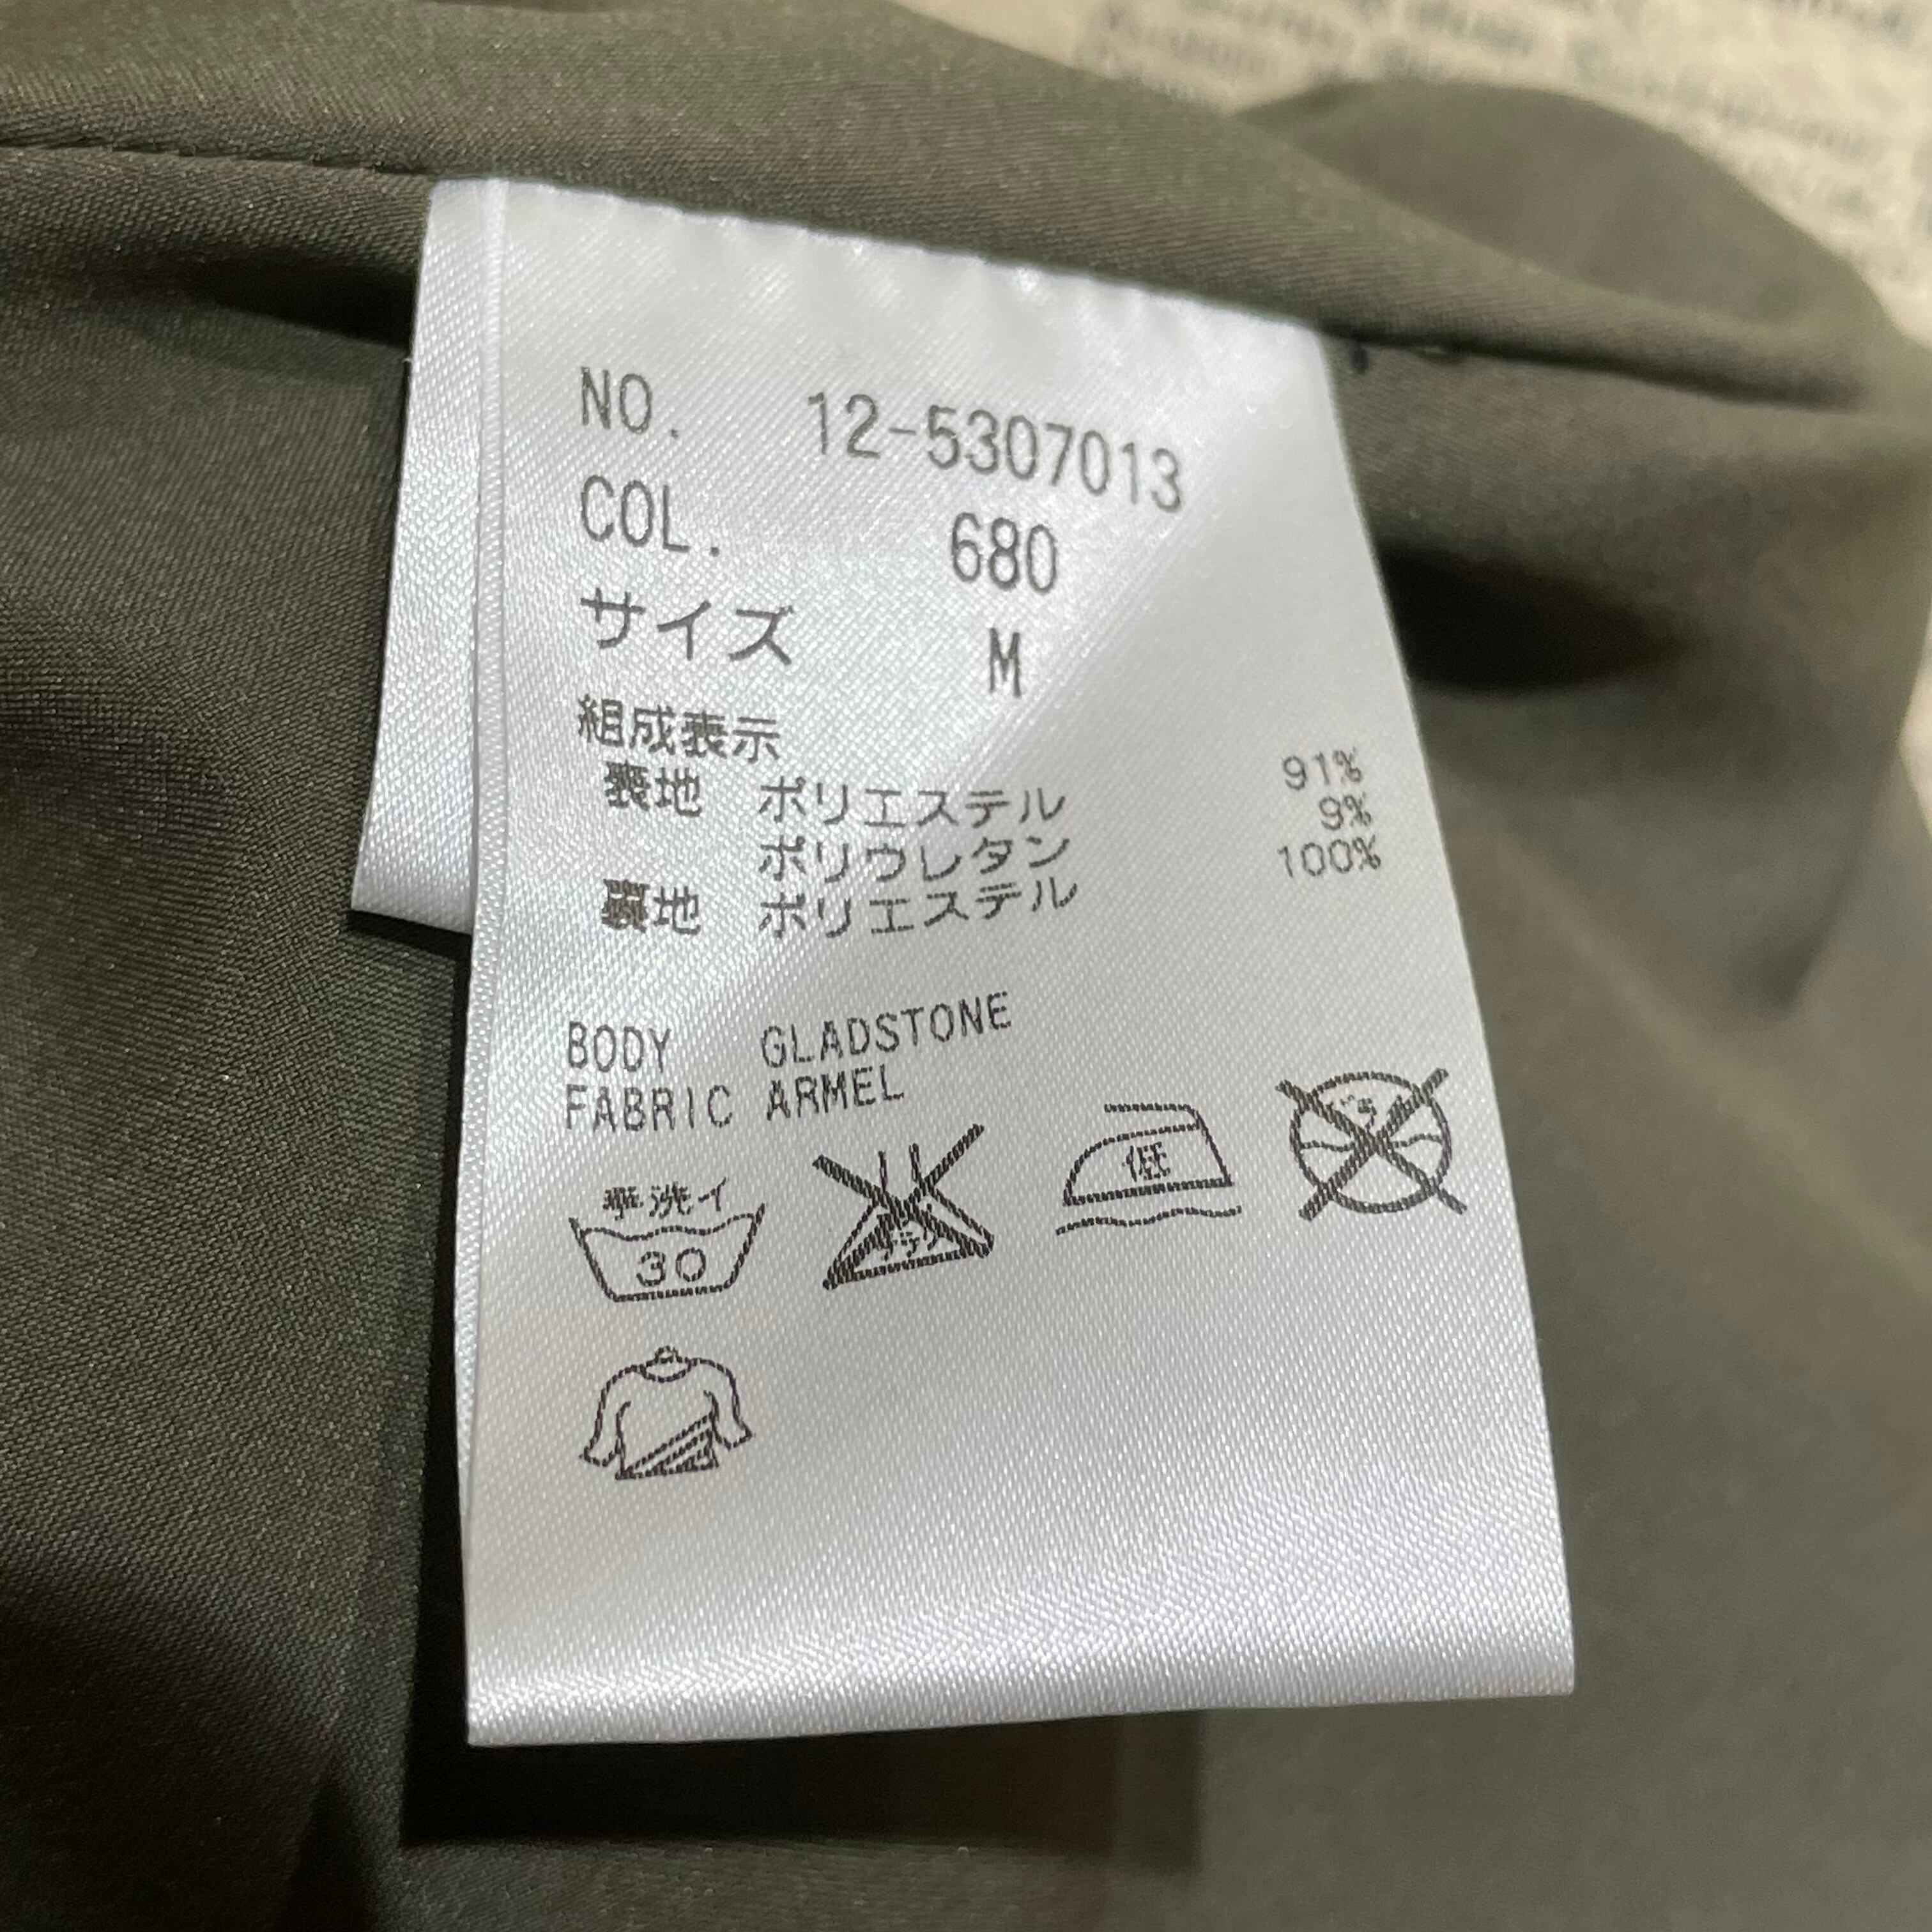 NO. 12-5307013
COL. 680
サイズ M
組成表示
表地 ポリエステル 91%
ポリウレタン 9%
裏地 ポリエステル 100%
BODY GLADSTONE
FABRIC ARMEL
手洗イ
30
低